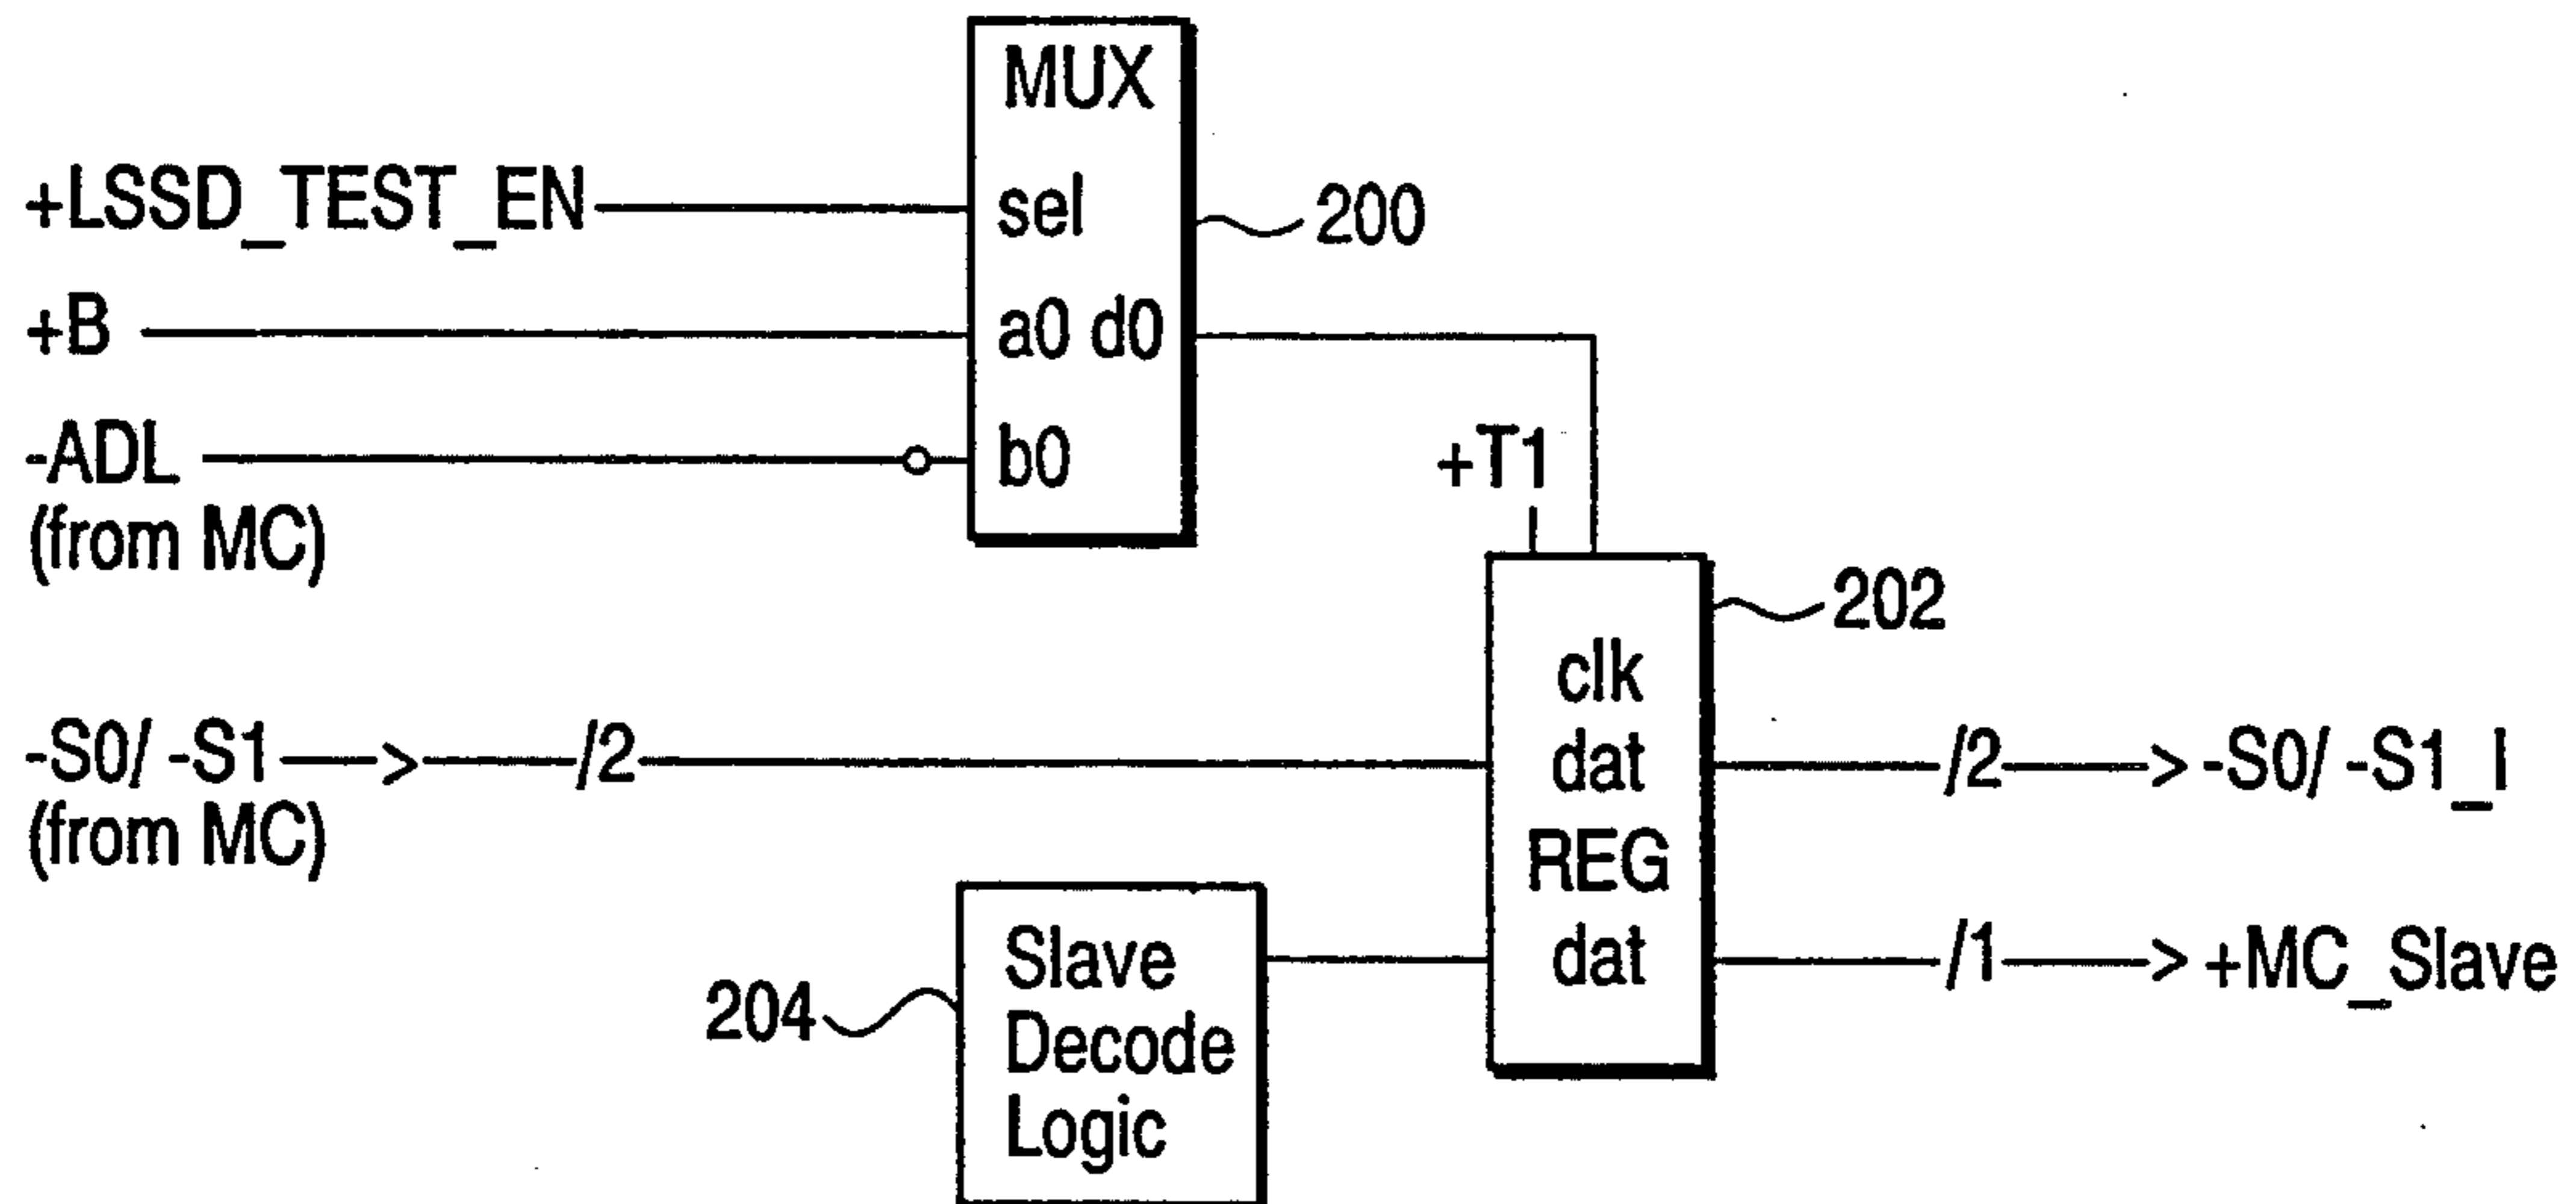 MUX
+LSSD_TEST_EN
sel
200
+B
a0 d0
-ADL
(from MC)
b0
+T1
202
clk
-S0/ -S1
(from MC)
/2
dat
/2
-S0/ -S1_I
REG
204
Slave
Decode
Logic
dat
/1
+MC_Slave